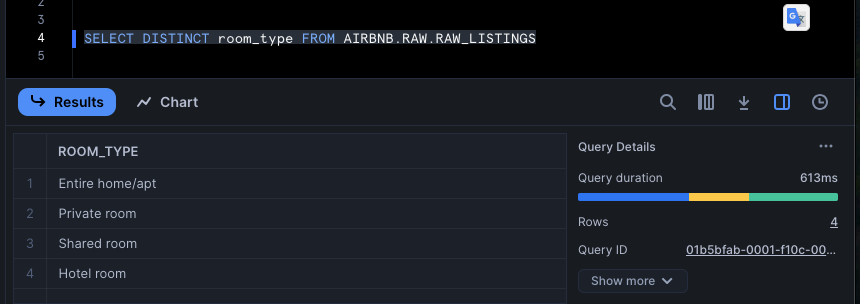 2
3
4 SELECT DISTINCT room_type FROM AIRBNB.RAW.RAW_LISTINGS
5
Results Chart
ROOM_TYPE
1 Entire home/apt
2 Private room
3 Shared room
4 Hotel room
Query Details ...
Query duration 613ms
Rows 4
Query ID 01b5bfab-0001-f10c-00...
Show more